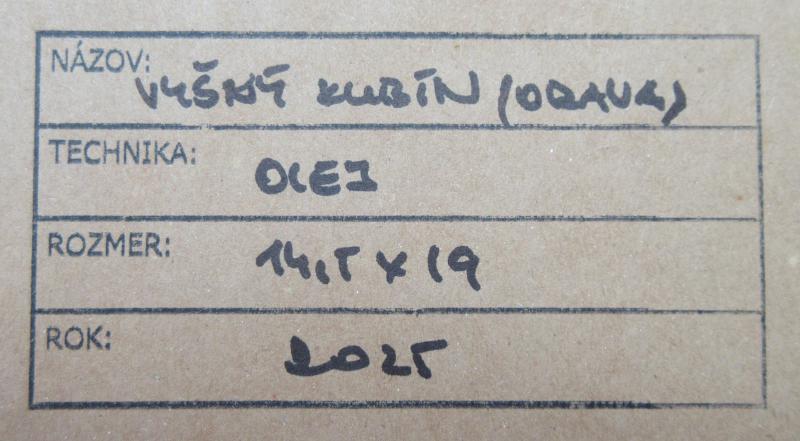 NÁZOV: VYŠNÝ KUBÍN (ORAVA)
TECHNIKA: OLEJ
ROZMER: 14,5 x 19
ROK: 2025